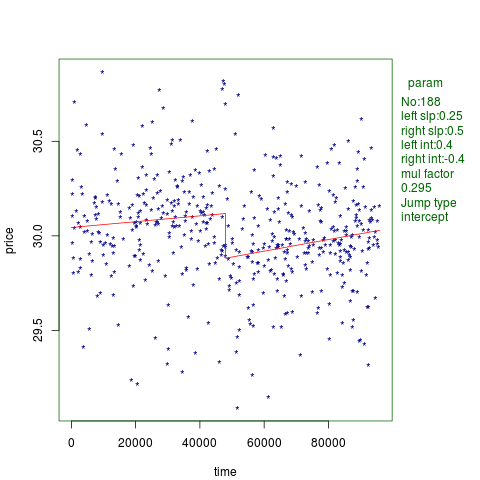 param
No:188
left slp:0.25
right slp:0.5
left int:0.4
right int:-0.4
mul factor
0.295
Jump type
intercept
30.5
30.0
29.5
price
0 20000 40000 60000 80000
time